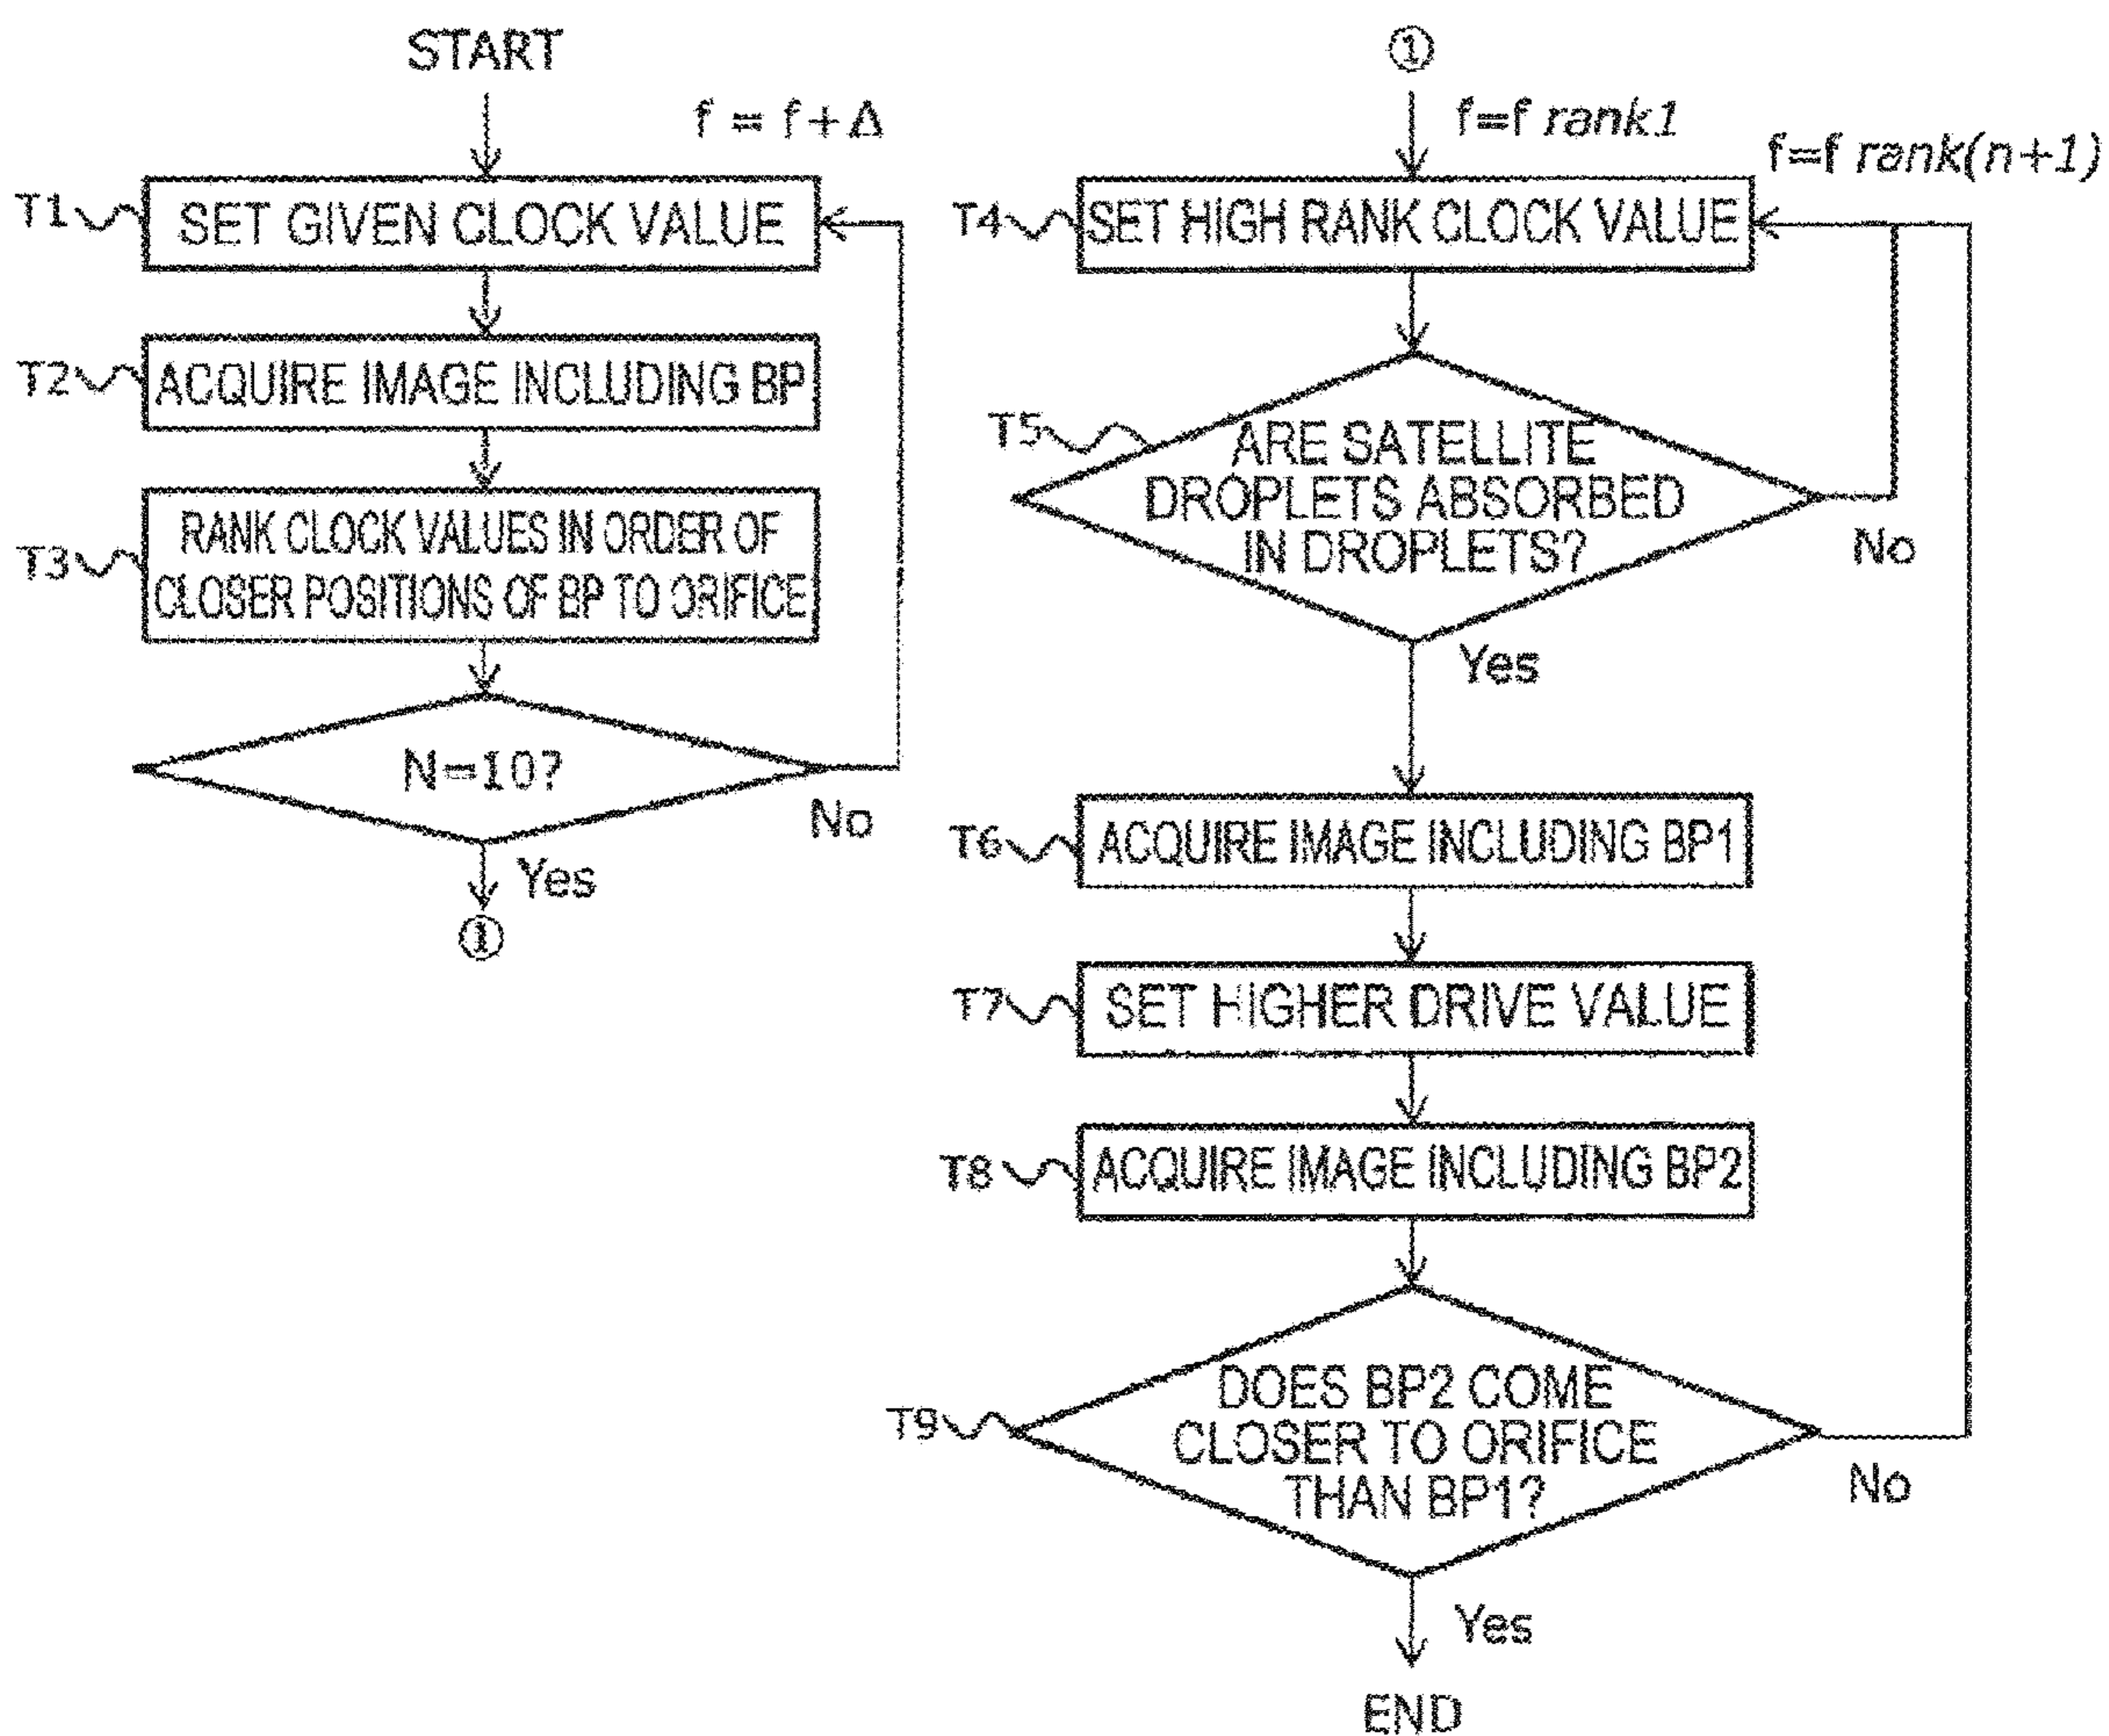 START
f = f+Δ
T1
SET GIVEN CLOCK VALUE
T2
ACQUIRE IMAGE INCLUDING BP
T3
RANK CLOCK VALUES IN ORDER OF
CLOSER POSITIONS OF BP TO ORIFICE
N=10?
No
Yes
①
①
f=f rank1
f=f rank(n+1)
T4
SET HIGH RANK CLOCK VALUE
T5
ARE SATELLITE
DROPLETS ABSORBED
IN DROPLETS?
No
Yes
T6
ACQUIRE IMAGE INCLUDING BP1
T7
SET HIGHER DRIVE VALUE
T8
ACQUIRE IMAGE INCLUDING BP2
T9
DOES BP2 COME
CLOSER TO ORIFICE
THAN BP1?
No
Yes
END